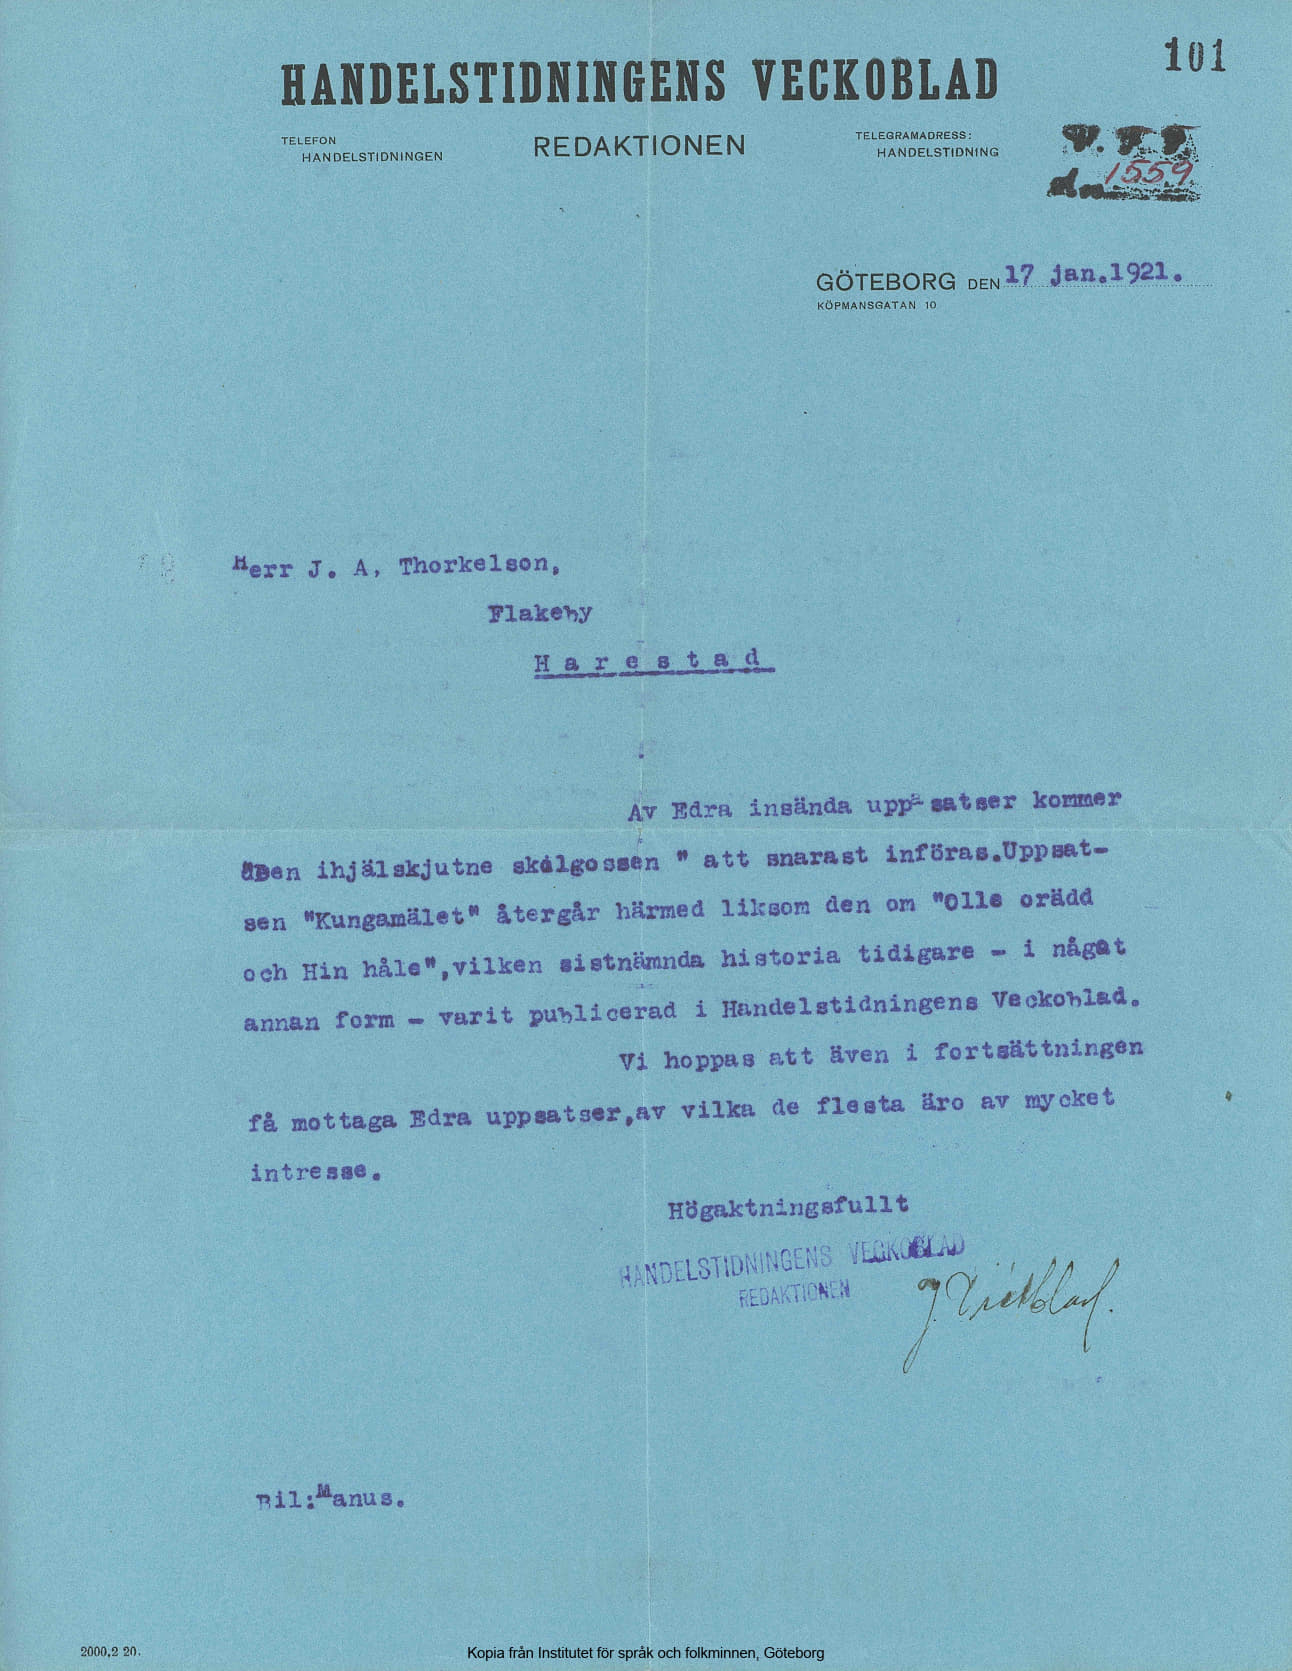 101
HANDELSTIDNINGENS VECKOBLAD
TELEFON
HANDELSTIDNINGEN
REDAKTIONEN
TELEGRAMADRESS:
HANDELSTIDNING
V. F. F.
1559
GÖTEBORG DEN 17 jan.1921.
KÖPMANSGATAN 10
Herr J. A, Thorkelson,
Flakeby
Harestad
Av Edra insända uppsatser kommer
"Den ihjälskjutne skålgossen " att snarast införas.Uppsat-
sen "Kungamälet" återgår härmed liksom den om "Olle orädd
och Hin håle",vilken sistnämnda historia tidigare - i något
annan form - varit publicerad i Handelstidningens Veckoblad.
Vi hoppas att även i fortsättningen
få mottaga Edra uppsatser,av vilka de flesta äro av mycket
intresse.
Högaktningsfullt
HANDELSTIDNINGENS VECKOBLAD
REDAKTIONEN
Bil:Manus.
2000,2 20.
Kopia från Institutet för språk och folkminnen, Göteborg